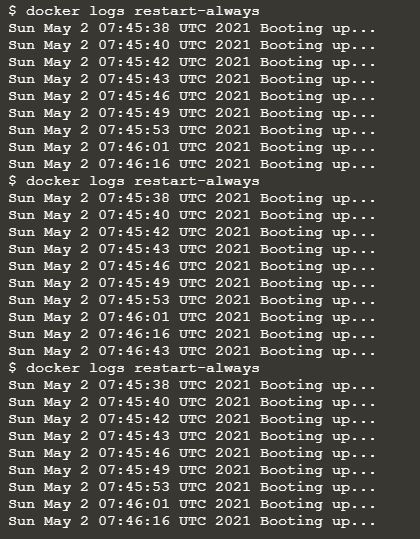 $ docker logs restart-always
Sun May 2 07:45:38 UTC 2021 Booting up...
Sun May 2 07:45:40 UTC 2021 Booting up...
Sun May 2 07:45:42 UTC 2021 Booting up...
Sun May 2 07:45:43 UTC 2021 Booting up...
Sun May 2 07:45:46 UTC 2021 Booting up...
Sun May 2 07:45:49 UTC 2021 Booting up...
Sun May 2 07:45:53 UTC 2021 Booting up...
Sun May 2 07:46:01 UTC 2021 Booting up...
Sun May 2 07:46:16 UTC 2021 Booting up...
$ docker logs restart-always
Sun May 2 07:45:38 UTC 2021 Booting up...
Sun May 2 07:45:40 UTC 2021 Booting up...
Sun May 2 07:45:42 UTC 2021 Booting up...
Sun May 2 07:45:43 UTC 2021 Booting up...
Sun May 2 07:45:46 UTC 2021 Booting up...
Sun May 2 07:45:49 UTC 2021 Booting up...
Sun May 2 07:45:53 UTC 2021 Booting up...
Sun May 2 07:46:01 UTC 2021 Booting up...
Sun May 2 07:46:16 UTC 2021 Booting up...
Sun May 2 07:46:43 UTC 2021 Booting up...
$ docker logs restart-always
Sun May 2 07:45:38 UTC 2021 Booting up...
Sun May 2 07:45:40 UTC 2021 Booting up...
Sun May 2 07:45:42 UTC 2021 Booting up...
Sun May 2 07:45:43 UTC 2021 Booting up...
Sun May 2 07:45:46 UTC 2021 Booting up...
Sun May 2 07:45:49 UTC 2021 Booting up...
Sun May 2 07:45:53 UTC 2021 Booting up...
Sun May 2 07:46:01 UTC 2021 Booting up...
Sun May 2 07:46:16 UTC 2021 Booting up...